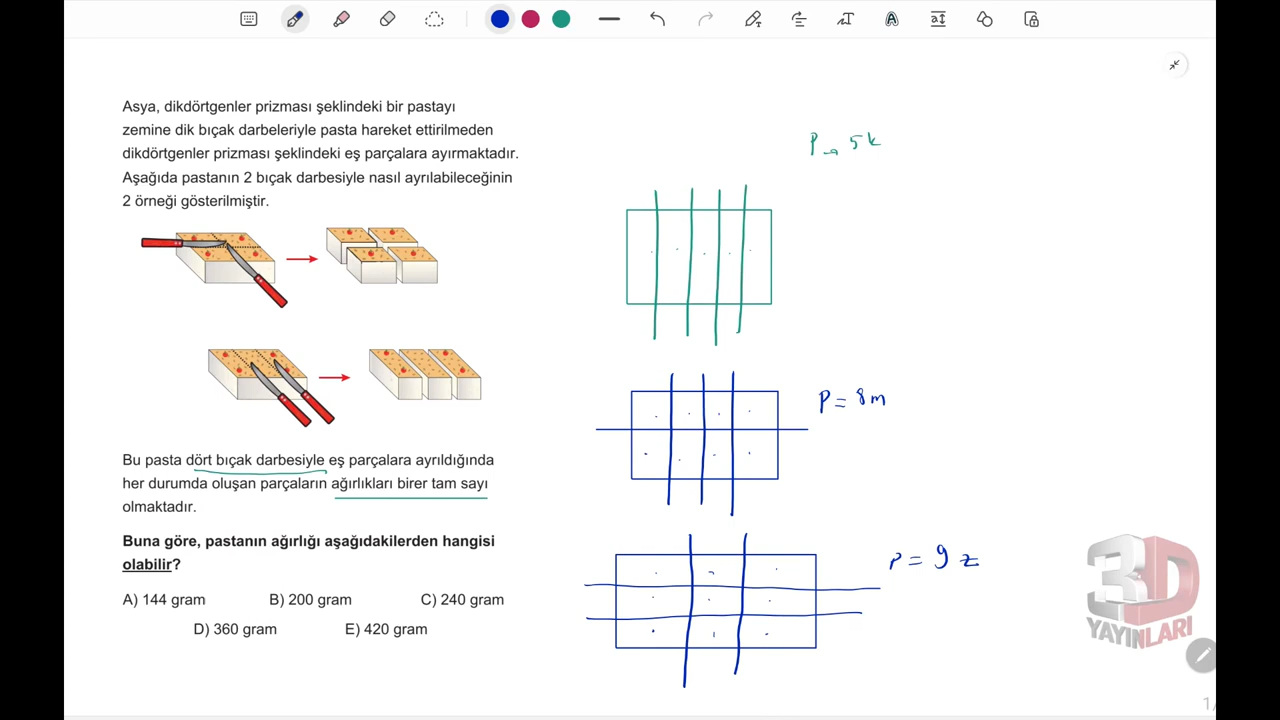 Asya, dikdörtgenler prizması şeklindeki bir pastayı
zemine dik bıçak darbeleriyle pasta hareket ettirilmeden
dikdörtgenler prizması şeklindeki eş parçalara ayırmaktadır.
Aşağıda pastanın 2 bıçak darbesiyle nasıl ayrılabileceğinin
2 örneği gösterilmiştir.
Bu pasta dört bıçak darbesiyle eş parçalara ayrıldığında
her durumda oluşan parçaların ağırlıkları birer tam sayı
olmaktadır.
Buna göre, pastanın ağırlığı aşağıdakilerden hangisi
olabilir?
A) 144 gram B) 200 gram C) 240 gram
D) 360 gram E) 420 gram
P → 5k
P = 8m
P = 9z
3D
YAYINLARI